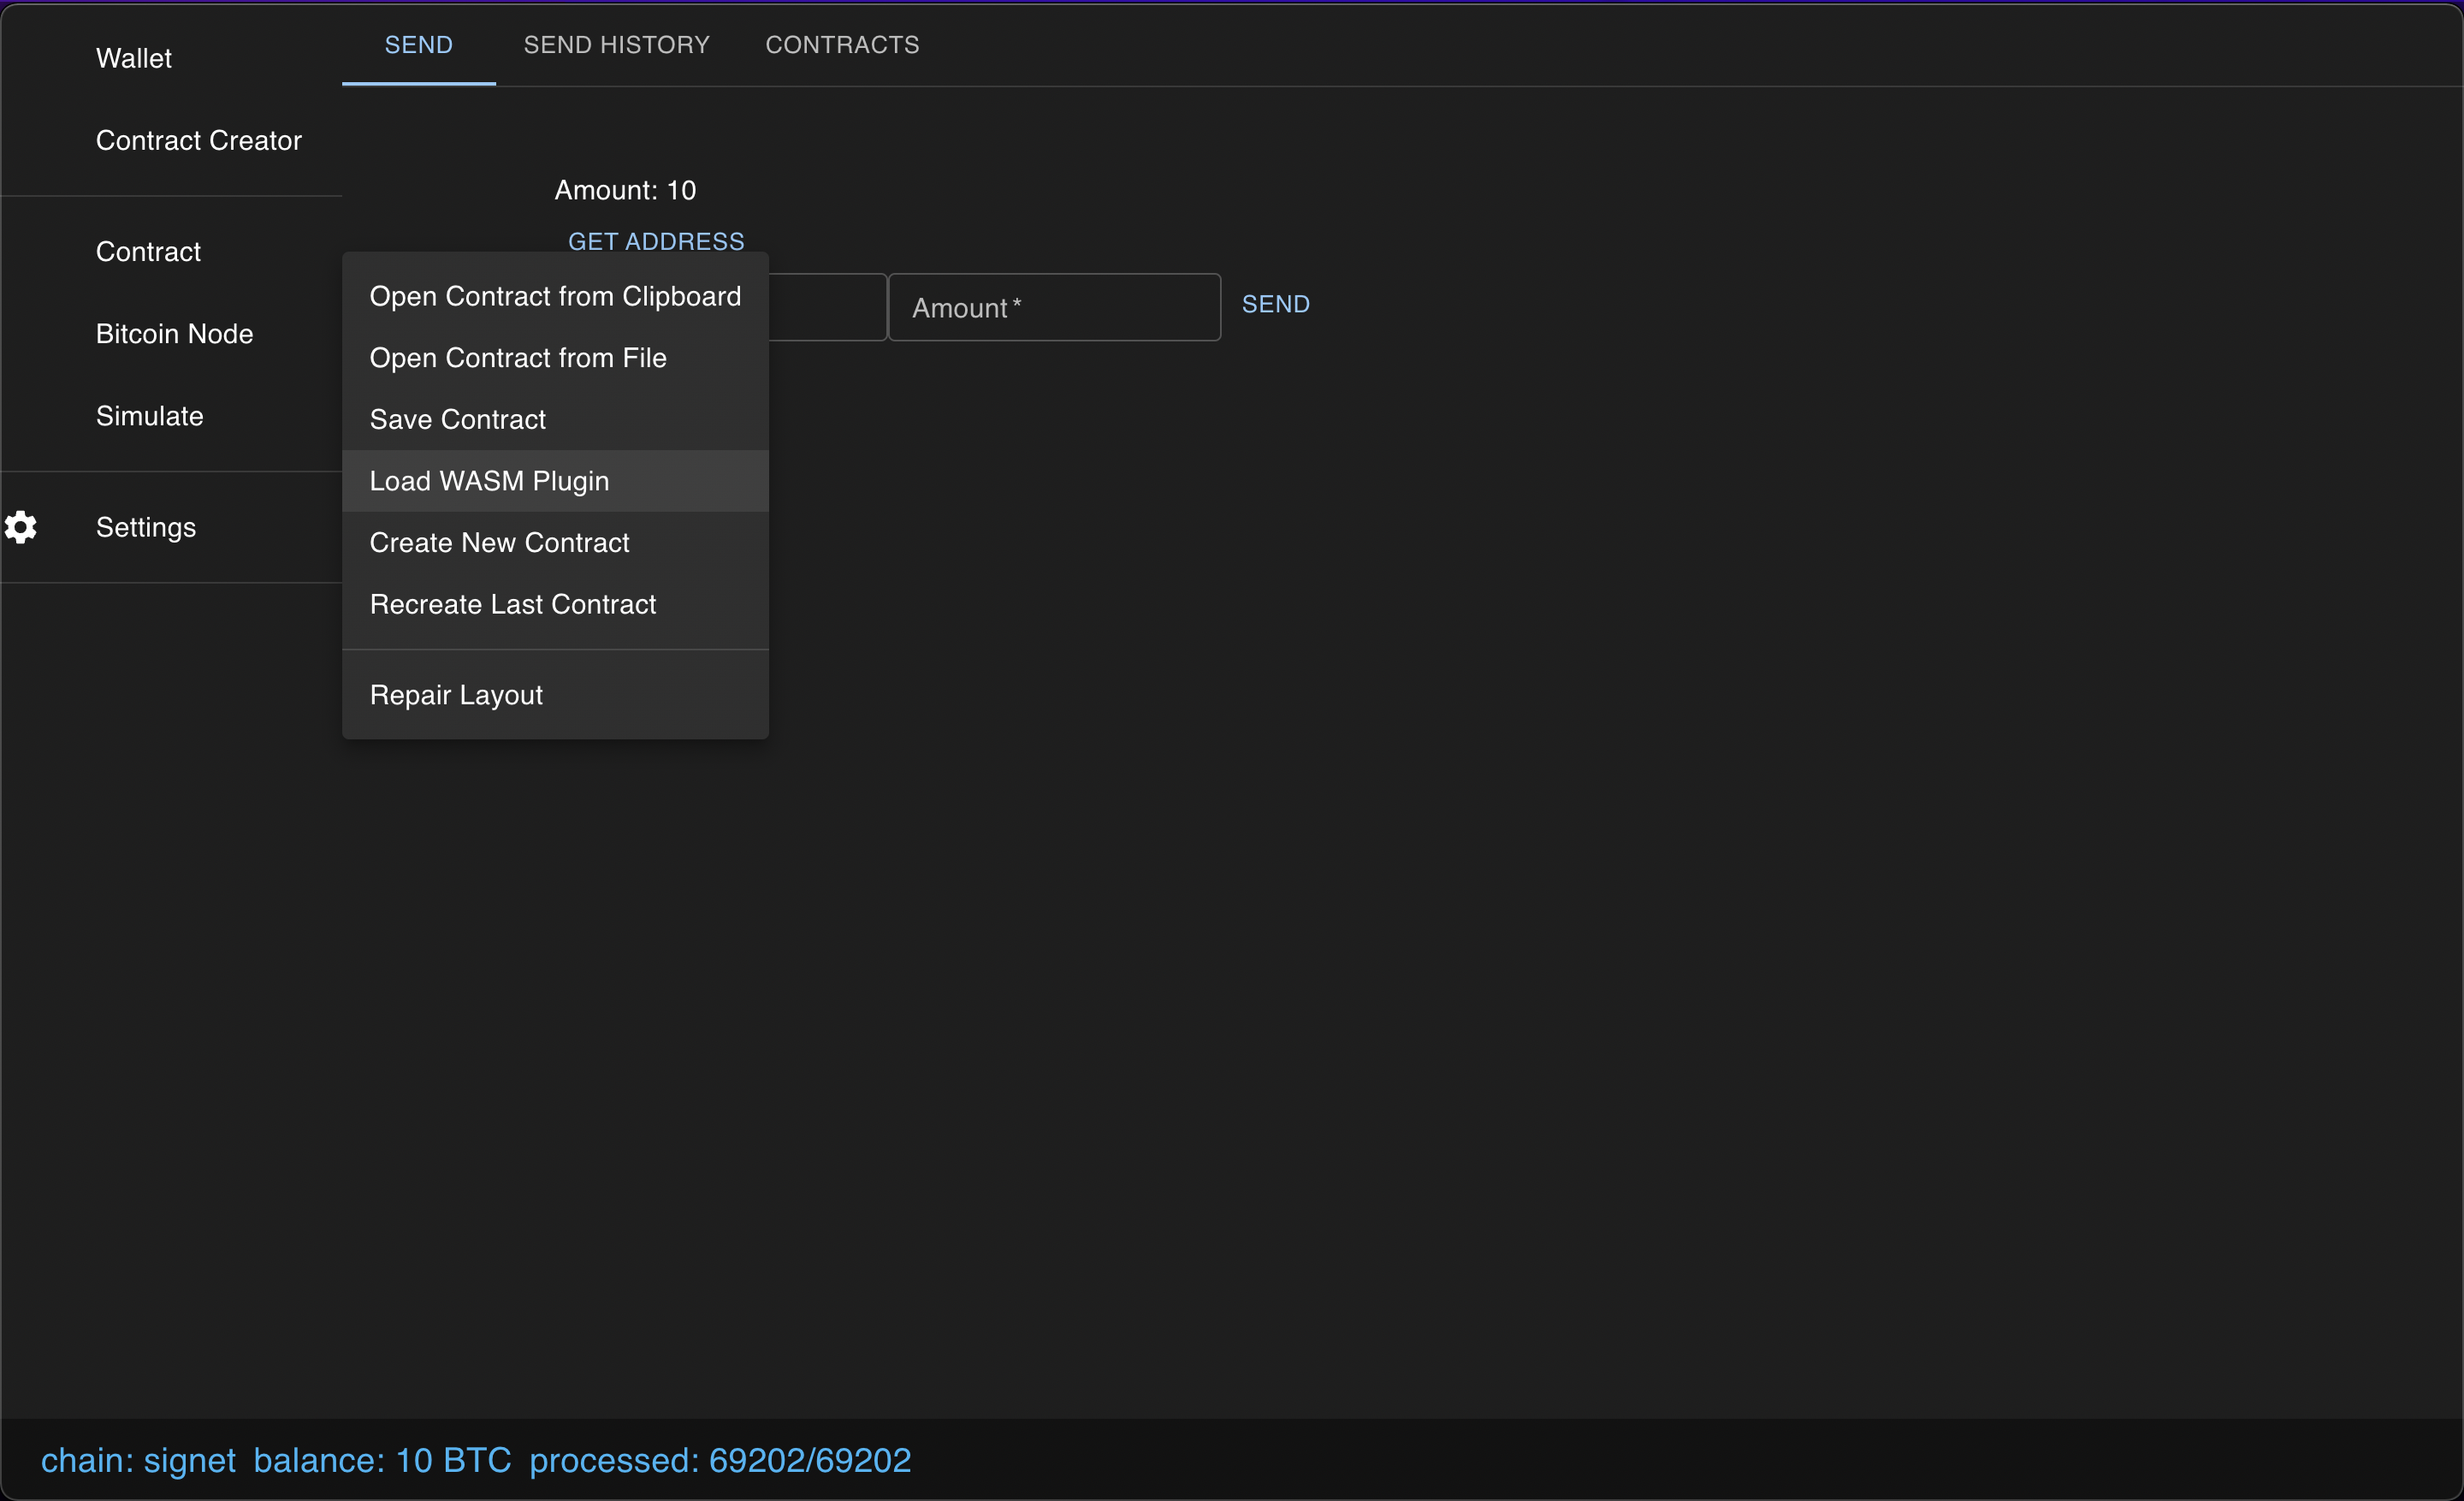 Wallet
Contract Creator
Contract
Bitcoin Node
Simulate
Settings
SEND SEND HISTORY CONTRACTS
Amount: 10
GET ADDRESS
Amount * SEND
Open Contract from Clipboard
Open Contract from File
Save Contract
Load WASM Plugin
Create New Contract
Recreate Last Contract
Repair Layout
chain: signet balance: 10 BTC processed: 69202/69202